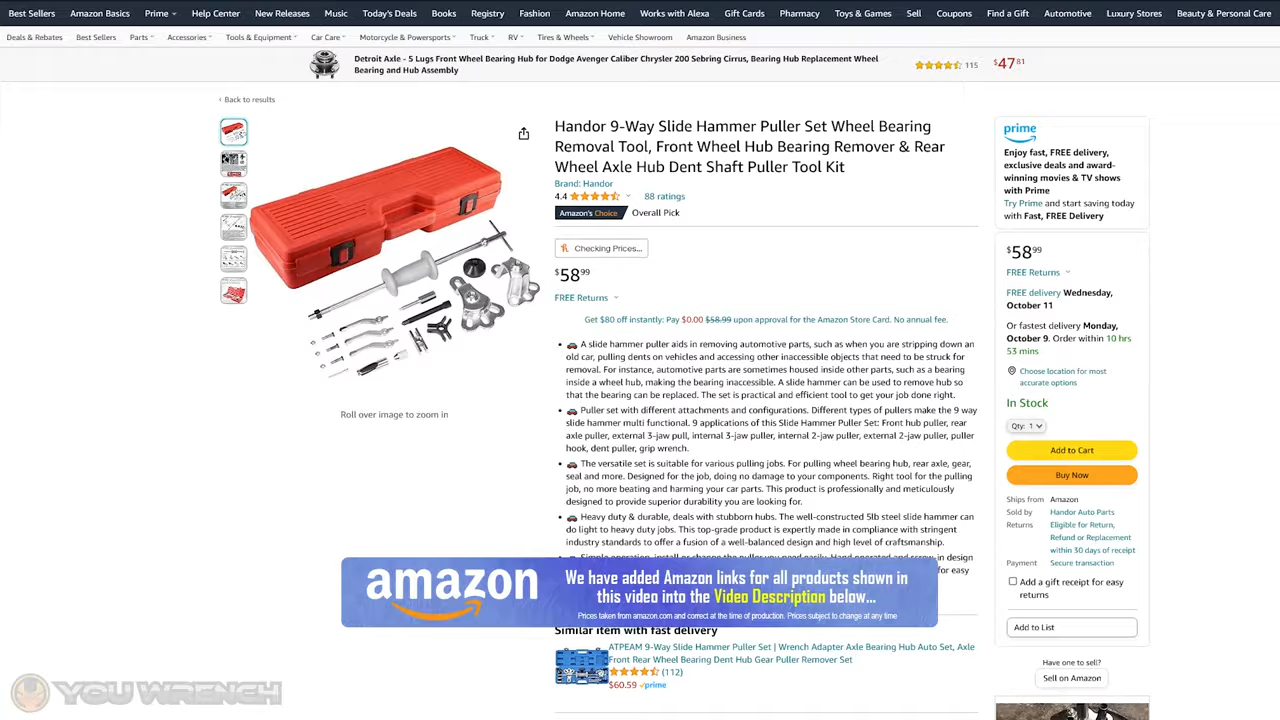 Best Sellers Amazon Basics Prime Help Center New Releases Music Today's Deals Books Registry Fashion Amazon Home Works with Alexa Gift Cards Pharmacy Toys & Games Sell Coupons Find a Gift Automotive Luxury Stores Beauty & Personal Care
Deals & Rebates Best Sellers Parts Accessories Tools & Equipment Car Care Motorcycle & Powersports Truck RV Tires & Wheels Vehicle Showroom Amazon Business
Detroit Axle - 5 Lugs Front Wheel Bearing Hub for Dodge Avenger Caliber Chrysler 200 Sebring Cirrus, Bearing Hub Replacement Wheel
Bearing and Hub Assembly
115 $47 81
‹ Back to results
Handor 9-Way Slide Hammer Puller Set Wheel Bearing
Removal Tool, Front Wheel Hub Bearing Remover & Rear
Wheel Axle Hub Dent Shaft Puller Tool Kit
Brand: Handor
4.4 88 ratings
Amazon's Choice Overall Pick
Checking Prices...
$58 99
FREE Returns
Get $80 off instantly: Pay $0.00 $58.99 upon approval for the Amazon Store Card. No annual fee.
• A slide hammer puller aids in removing automotive parts, such as when you are stripping down an
old car, pulling dents on vehicles and accessing other inaccessible objects that need to be struck for
removal. For instance, automotive parts are sometimes housed inside other parts, such as a bearing
inside a wheel hub, making the bearing inaccessible. A slide hammer can be used to remove hub so
that the bearing can be replaced. The set is practical and efficient tool to get your job done right.
• Puller set with different attachments and configurations. Different types of pullers make the 9 way
slide hammer multi functional. 9 applications of this Slide Hammer Puller Set: Front hub puller, rear
axle puller, external 3-jaw pull, internal 3-jaw puller, internal 2-jaw puller, external 2-jaw puller, puller
hook, dent puller, grip wrench.
• The versatile set is suitable for various pulling jobs. For pulling wheel bearing hub, rear axle, gear,
seal and more. Designed for the job, doing no damage to your components. Right tool for the pulling
job, no more beating and harming your car parts. This product is professionally and meticulously
designed to provide superior durability you are looking for.
• Heavy duty & durable, deals with stubborn hubs. The well-constructed 5lb steel slide hammer can
do light to heavy duty jobs. This top-grade product is expertly made in compliance with stringent
industry standards to offer a fusion of a well-balanced design and high level of craftsmanship.
• Simple operation, install or change the puller you need easily. Hand operated and screw in design
for easy
Roll over image to zoom in
amazon
We have added Amazon links for all products shown in
this video into the Video Description below...
Prices taken from amazon.com and correct at the time of production. Prices subject to change at any time
Similar item with fast delivery
ATPEAM 9-Way Slide Hammer Puller Set | Wrench Adapter Axle Bearing Hub Auto Set, Axle
Front Rear Wheel Bearing Dent Hub Gear Puller Remover Set
(112)
$60.59 prime
prime
Enjoy fast, FREE delivery,
exclusive deals and award-
winning movies & TV shows
with Prime
Try Prime and start saving today
with Fast, FREE Delivery
$58 99
FREE Returns
FREE delivery Wednesday,
October 11
Or fastest delivery Monday,
October 9. Order within 10 hrs
53 mins
Choose location for most
accurate options
In Stock
Qty: 1
Add to Cart
Buy Now
Ships from Amazon
Sold by Handor Auto Parts
Returns Eligible for Return,
Refund or Replacement
within 30 days of receipt
Payment Secure transaction
Add a gift receipt for easy
returns
Add to List
Have one to sell?
Sell on Amazon
YOU WRENCH